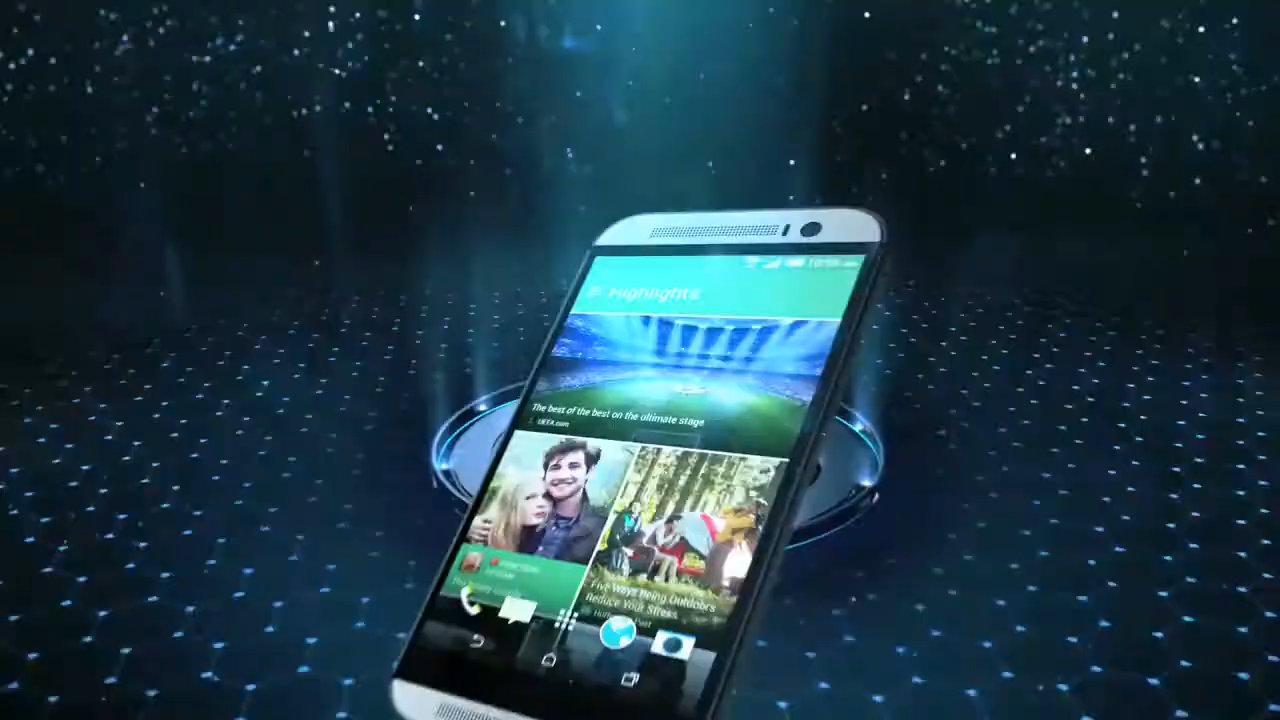 Highlights
The best of the best on the ultimate stage
UEFA.com
Five Ways Being Outdoors
Reduce Your Stress